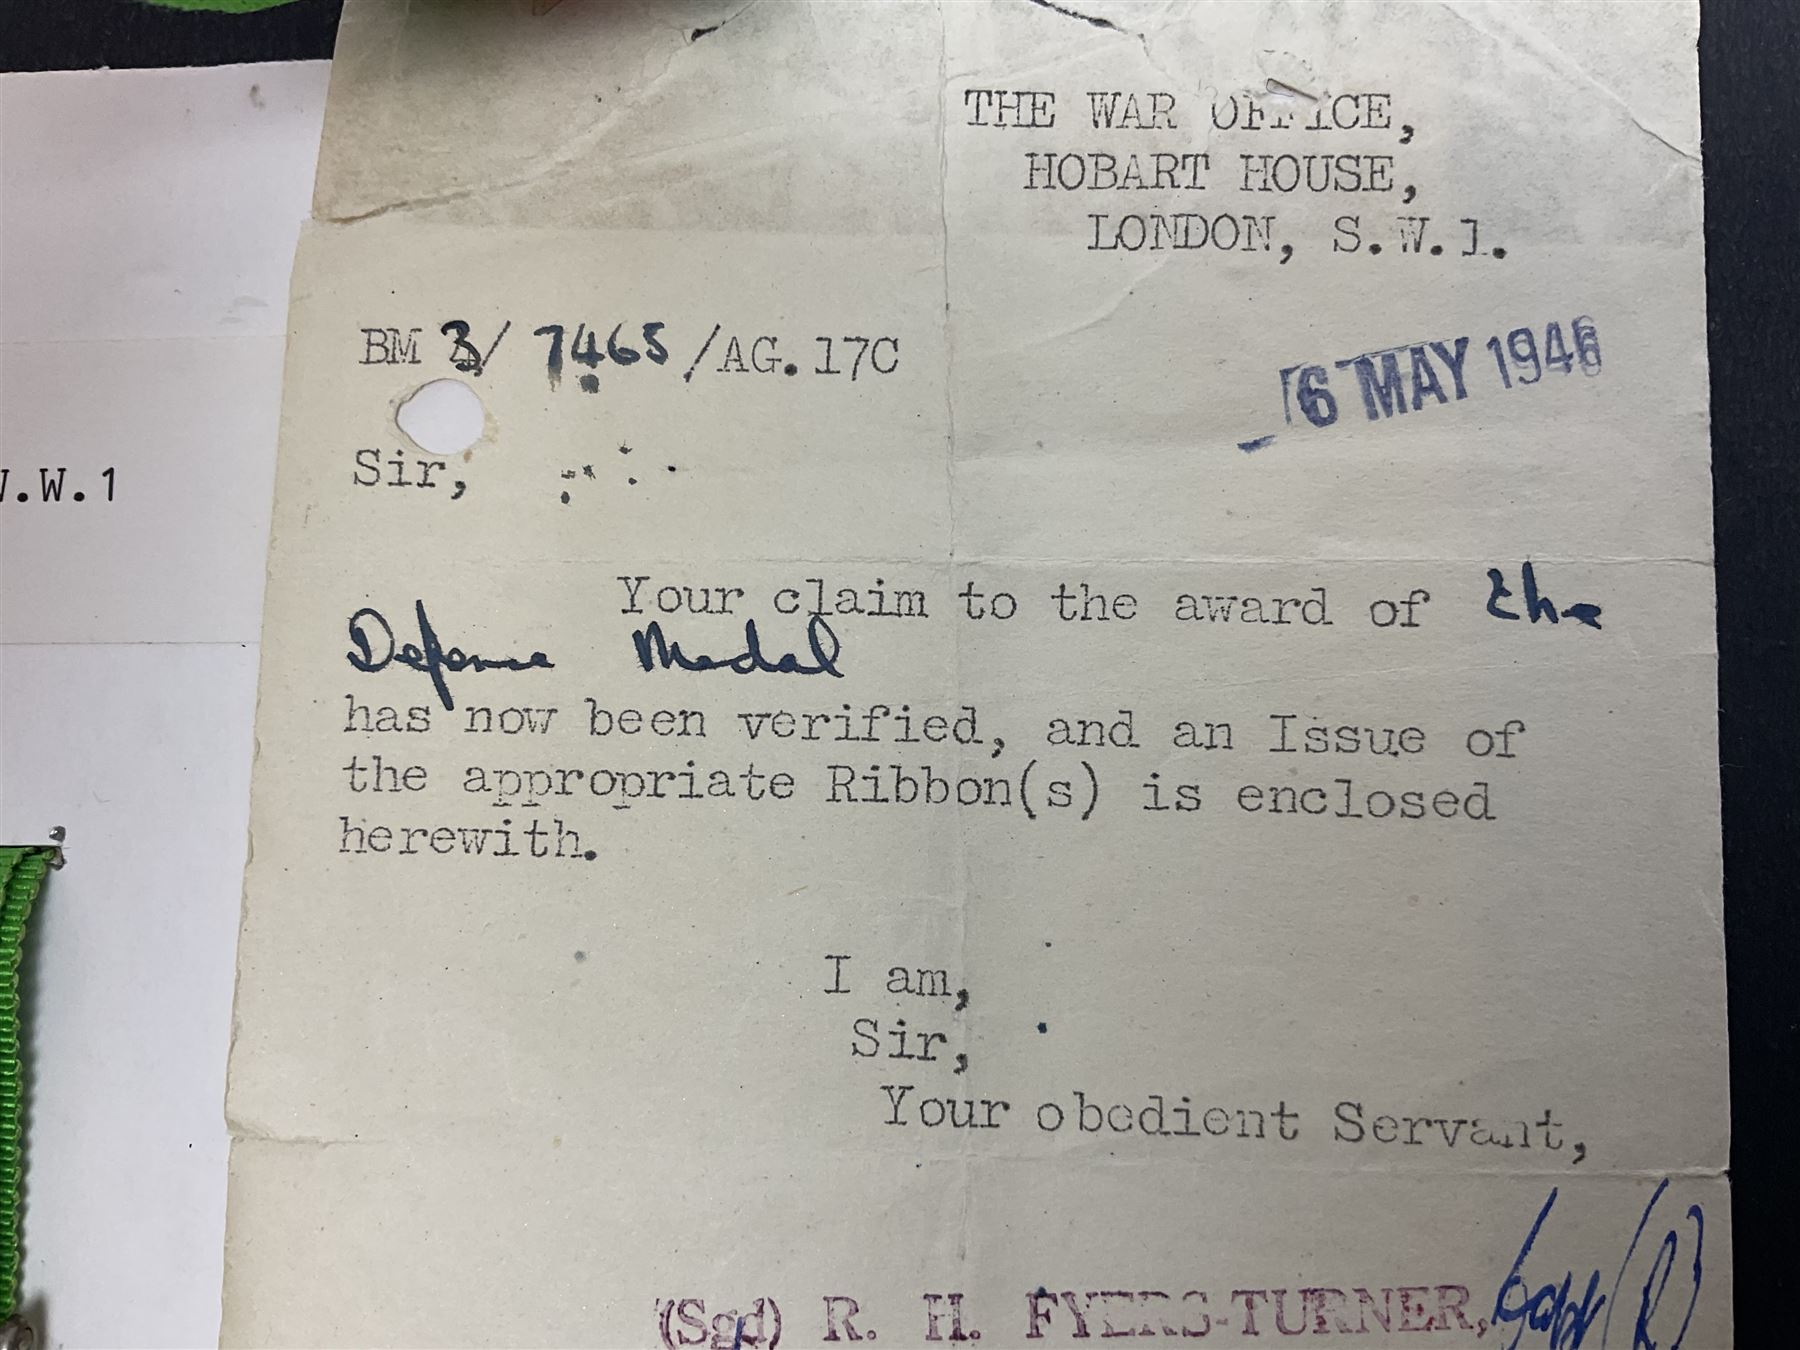 THE WAR OFFICE,
HOBART HOUSE,
LONDON, S.W.1.
BM 3/ 7465 /AG.17C
6 MAY 1946
Sir,
W.W.1
Your claim to the award of the
Defence Medal
has now been verified, and an Issue of
the appropriate Ribbon(s) is enclosed
herewith.
I am,
Sir,
Your obedient Servant,
(Sgd) R. H. FYERS-TURNER,